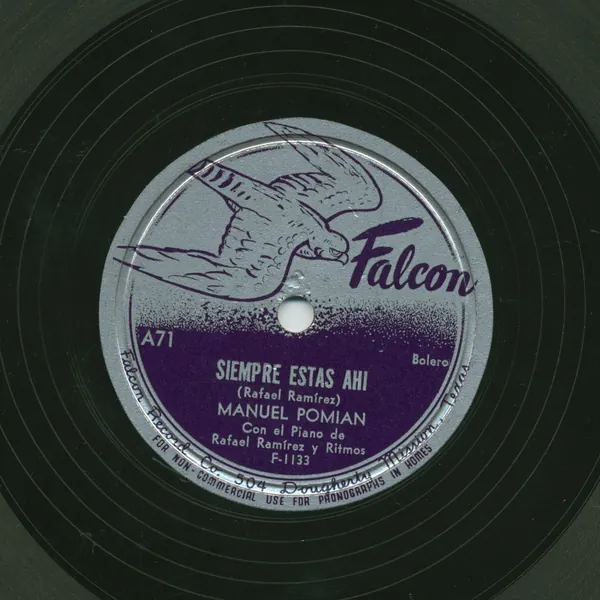 Falcon
A71
Bolero
SIEMPRE ESTAS AHI
(Rafael Ramírez)
MANUEL POMIAN
Con el Piano de
Rafael Ramírez y Ritmos
F-1133
Falcon Record Co. 504 Dougherty Mission, Texas
FOR NON-COMMERCIAL USE FOR PHONOGRAPHS IN HOMES